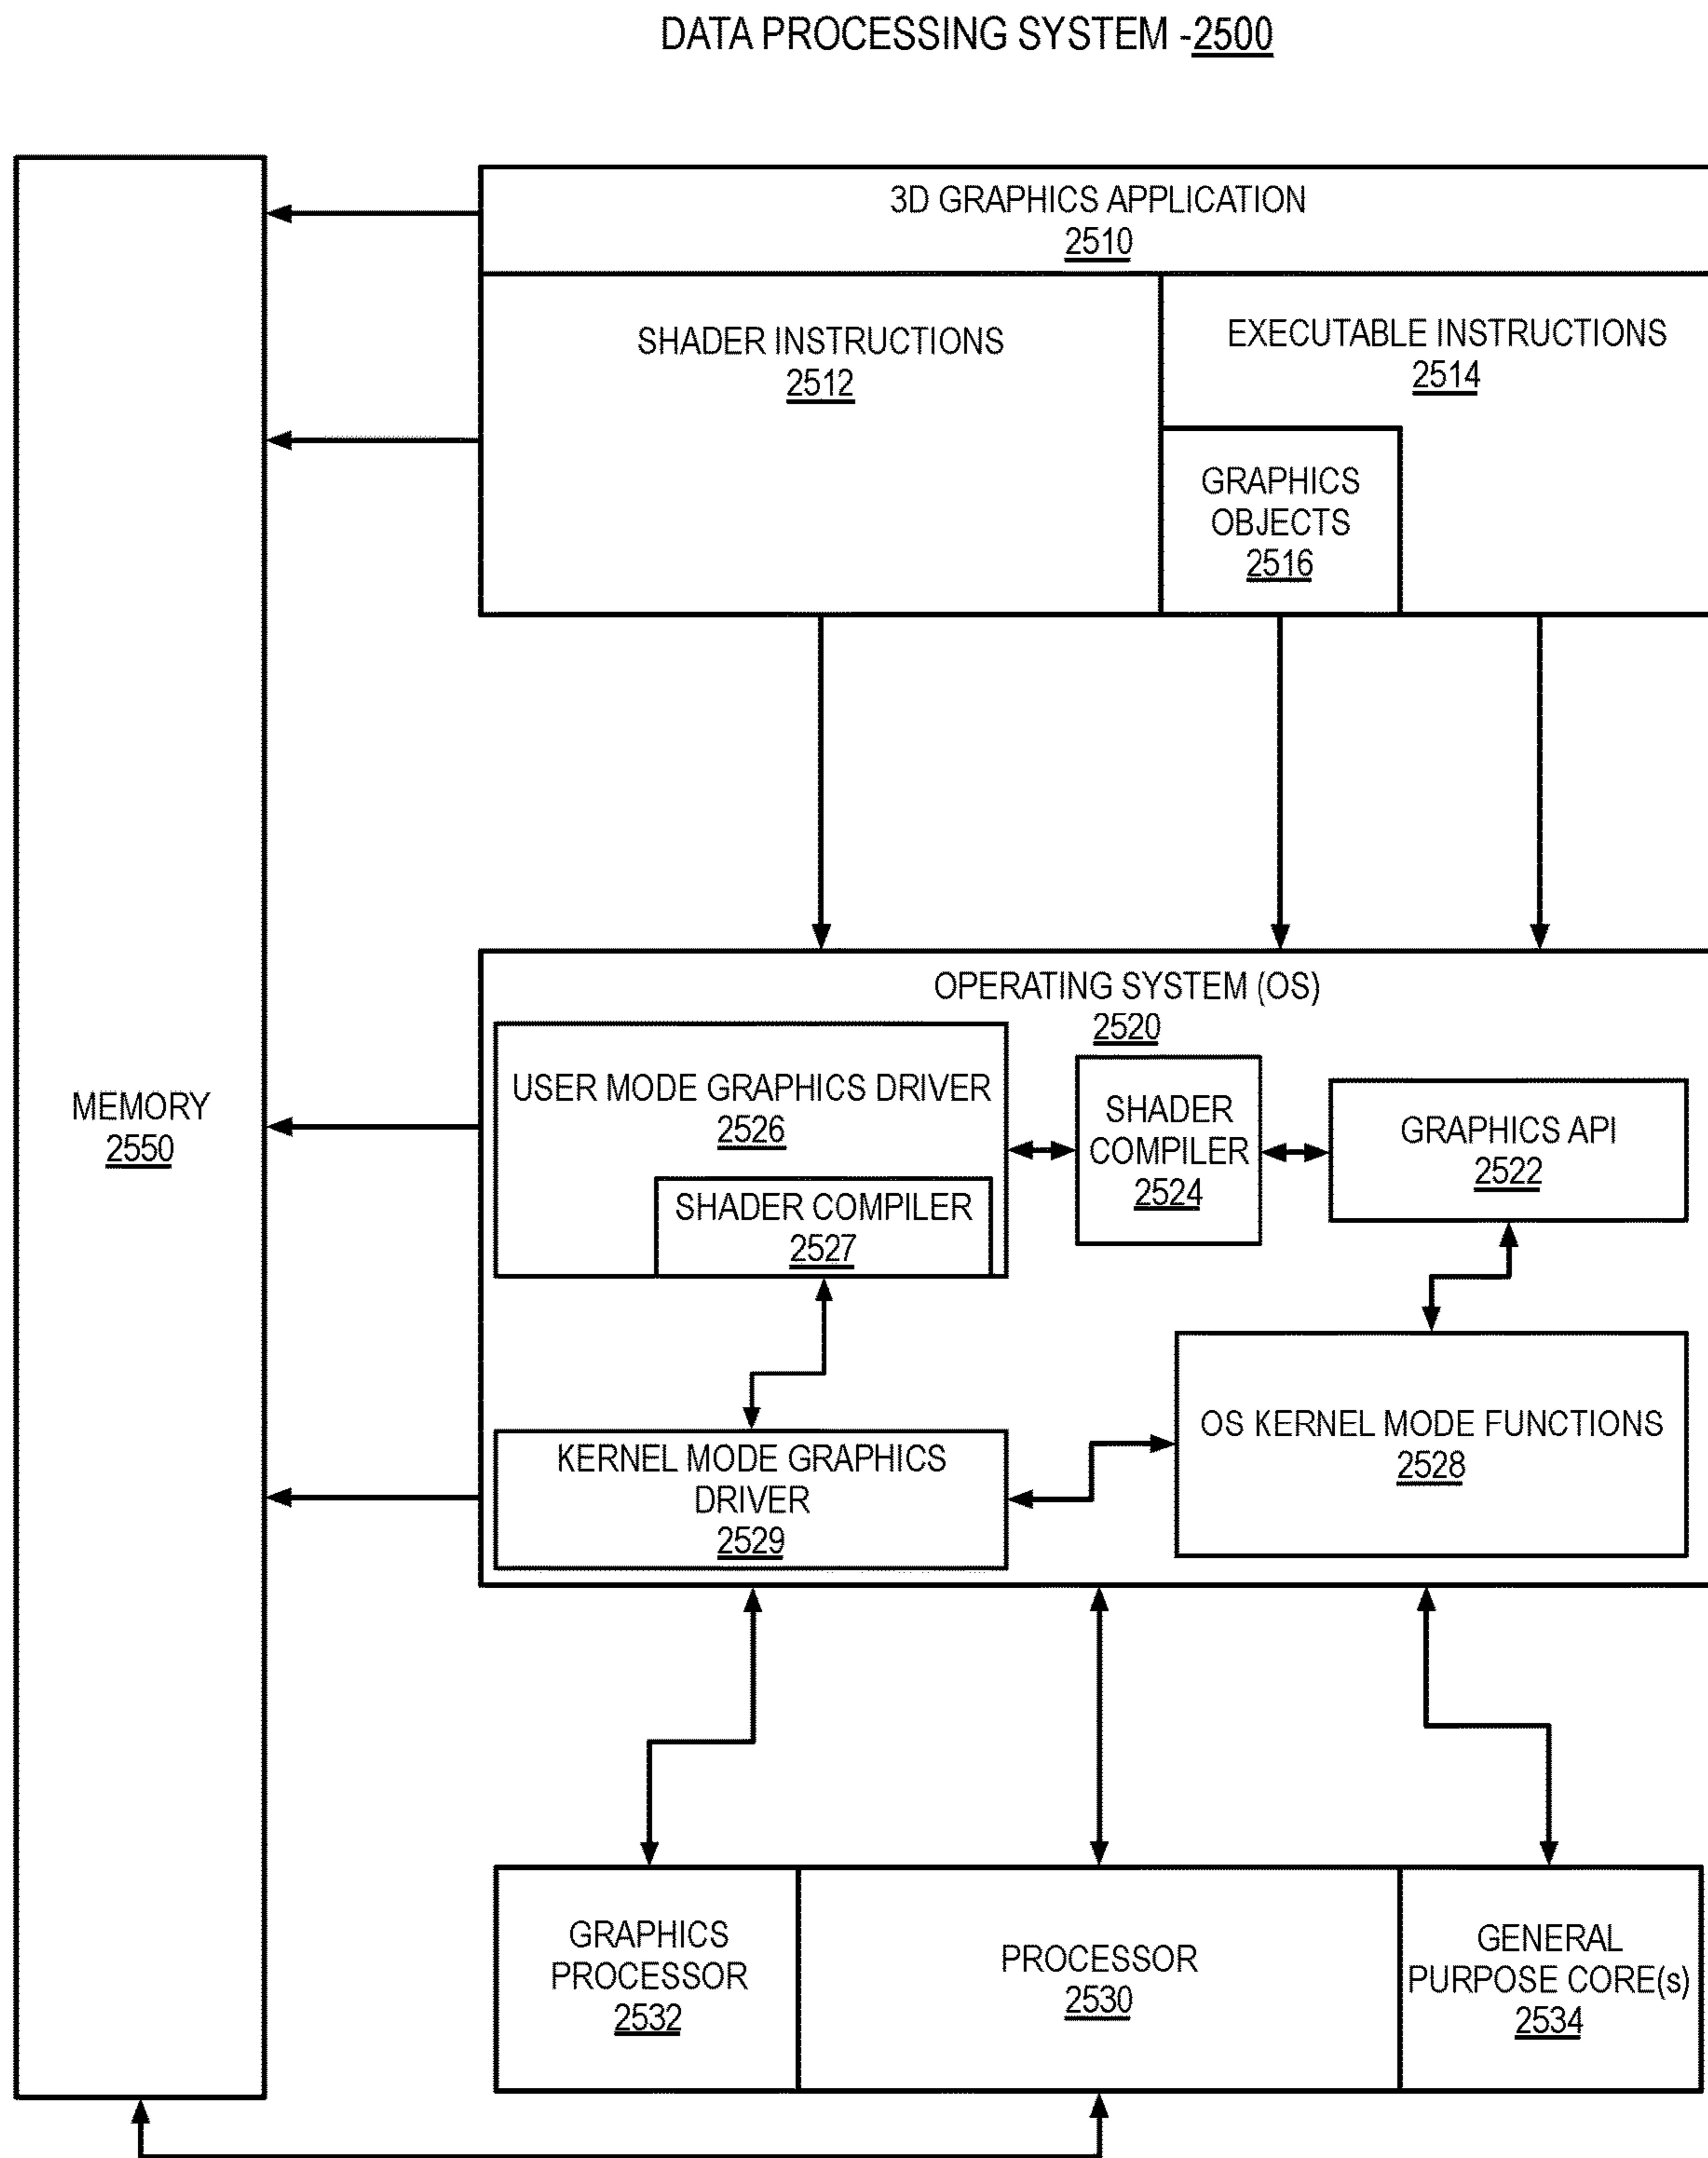 DATA PROCESSING SYSTEM -2500
3D GRAPHICS APPLICATION
2510
SHADER INSTRUCTIONS
2512
EXECUTABLE INSTRUCTIONS
2514
GRAPHICS
OBJECTS
2516
OPERATING SYSTEM (OS)
2520
USER MODE GRAPHICS DRIVER
2526
SHADER COMPILER
2527
SHADER
COMPILER
2524
GRAPHICS API
2522
MEMORY
2550
KERNEL MODE GRAPHICS
DRIVER
2529
OS KERNEL MODE FUNCTIONS
2528
GRAPHICS
PROCESSOR
2532
PROCESSOR
2530
GENERAL
PURPOSE CORE(s)
2534